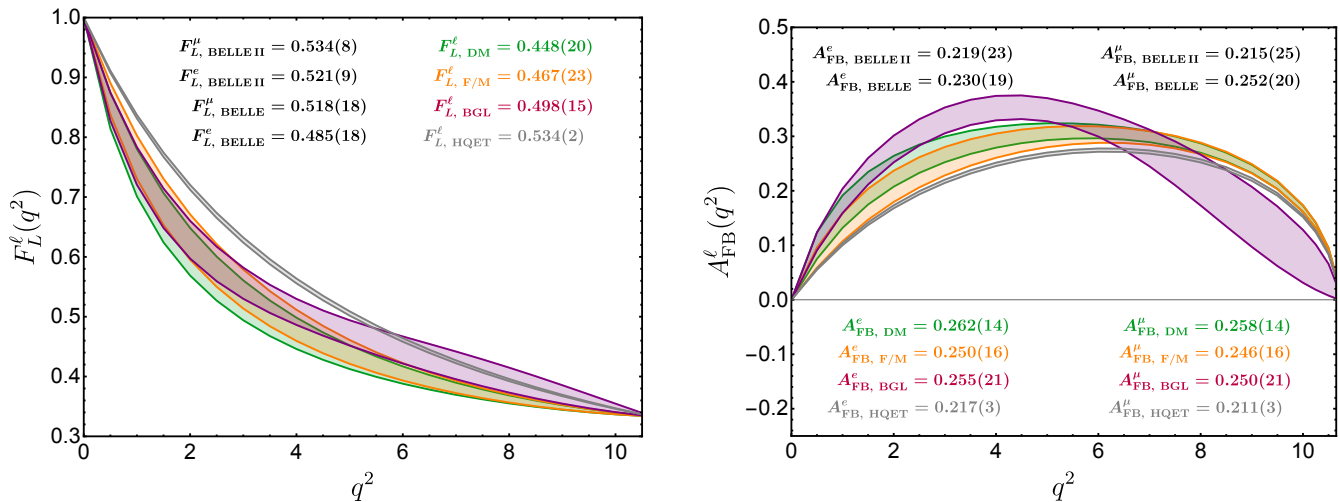 1.0
0.9
0.8
0.7
0.6
0.5
0.4
0.3
F_L^ℓ(q^2)
F^μ_{L, BELLE II} = 0.534(8)
F^e_{L, BELLE II} = 0.521(9)
F^μ_{L, BELLE} = 0.518(18)
F^e_{L, BELLE} = 0.485(18)
F^ℓ_{L, DM} = 0.448(20)
F^ℓ_{L, F/M} = 0.467(23)
F^ℓ_{L, BGL} = 0.498(15)
F^ℓ_{L, HQET} = 0.534(2)
0 2 4 6 8 10
q^2
0.5
0.4
0.3
0.2
0.1
0.0
−0.1
−0.2
A^ℓ_{FB}(q^2)
A^e_{FB, BELLE II} = 0.219(23)
A^e_{FB, BELLE} = 0.230(19)
A^μ_{FB, BELLE II} = 0.215(25)
A^μ_{FB, BELLE} = 0.252(20)
A^e_{FB, DM} = 0.262(14)
A^e_{FB, F/M} = 0.250(16)
A^e_{FB, BGL} = 0.255(21)
A^e_{FB, HQET} = 0.217(3)
A^μ_{FB, DM} = 0.258(14)
A^μ_{FB, F/M} = 0.246(16)
A^μ_{FB, BGL} = 0.250(21)
A^μ_{FB, HQET} = 0.211(3)
0 2 4 6 8 10
q^2